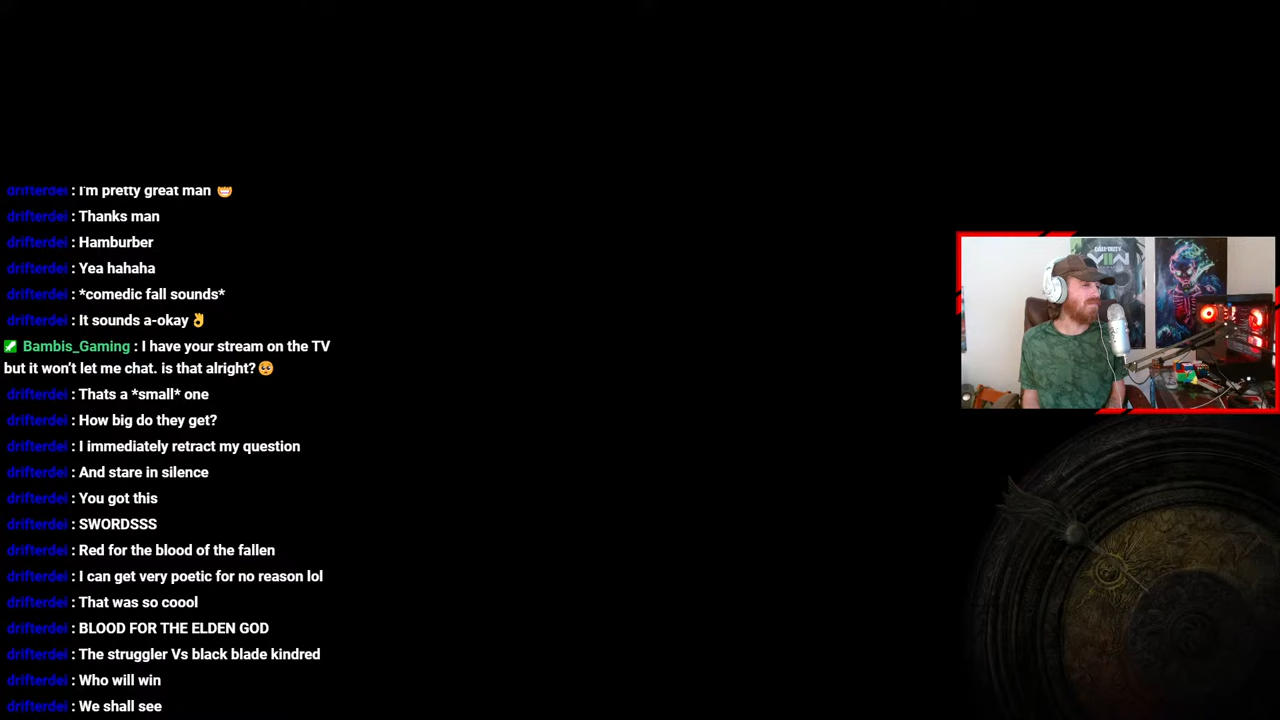 drifterdei : I'm pretty great man 😁
drifterdei : Thanks man
drifterdei : Hamburber
drifterdei : Yea hahaha
drifterdei : *comedic fall sounds*
drifterdei : It sounds a-okay 👌
Bambis_Gaming : I have your stream on the TV
but it won’t let me chat. is that alright? 🥺
drifterdei : Thats a *small* one
drifterdei : How big do they get?
drifterdei : I immediately retract my question
drifterdei : And stare in silence
drifterdei : You got this
drifterdei : SWORDSSS
drifterdei : Red for the blood of the fallen
drifterdei : I can get very poetic for no reason lol
drifterdei : That was so coool
drifterdei : BLOOD FOR THE ELDEN GOD
drifterdei : The struggler Vs black blade kindred
drifterdei : Who will win
drifterdei : We shall see
CALL OF DUTY